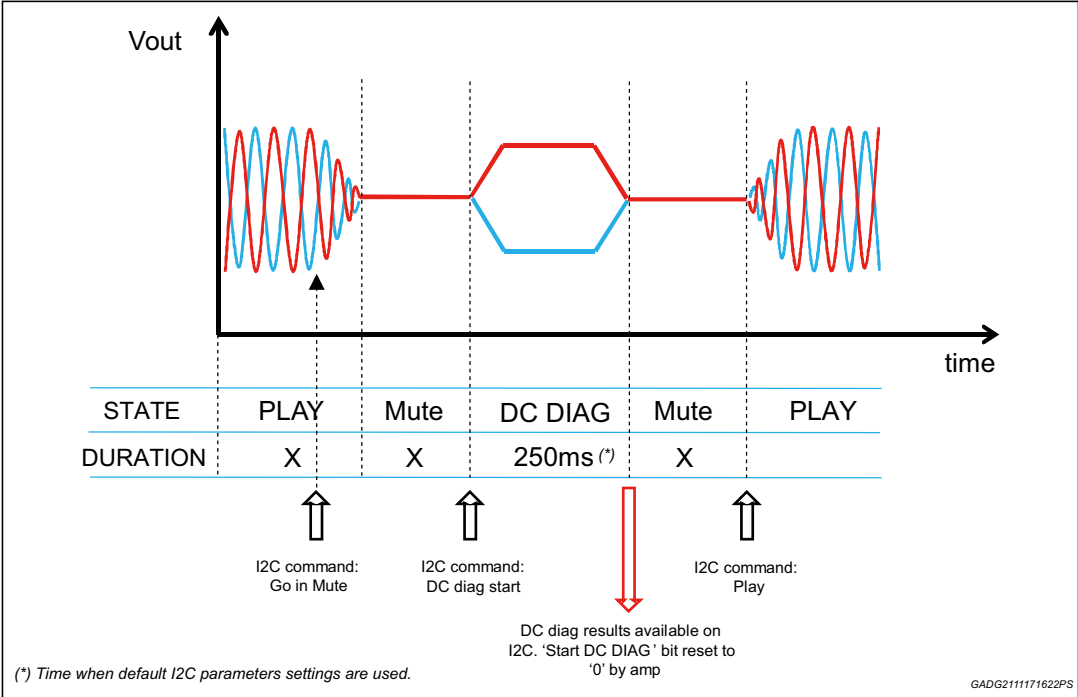 Vout
time
STATE PLAY Mute DC DIAG Mute PLAY
DURATION X X 250ms (*) X
I2C command:
Go in Mute
I2C command:
DC diag start
I2C command:
Play
DC diag results available on
I2C. ‘Start DC DIAG’ bit reset to
‘0’ by amp
(*) Time when default I2C parameters settings are used.
GADG2111171622PS